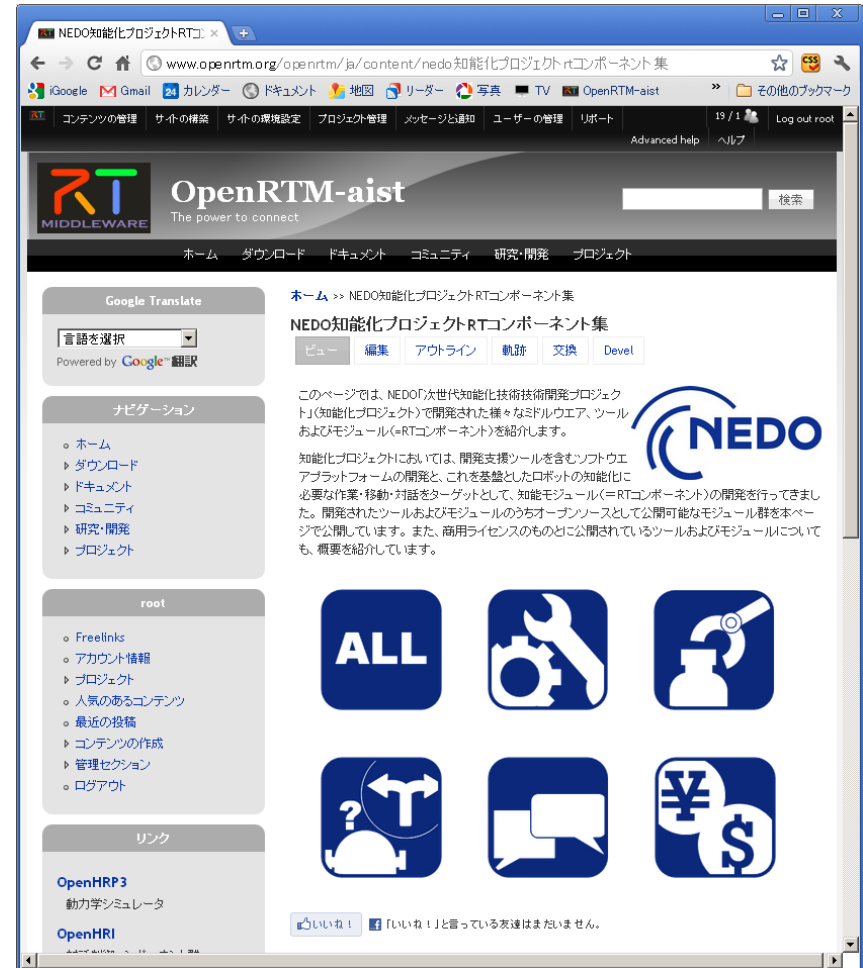 NEDO知能化プロジェクトRTコ
www.openrtm.org/openrtm/ja/content/nedo知能化プロジェクトrtコンポーネント集
iGoogle Gmail カレンダー ドキュメント 地図 リーダー 写真 TV OpenRTM-aist » その他のブックマーク
コンテンツの管理 サイトの構築 サイトの環境設定 プロジェクト管理 メッセージと通知 ユーザーの管理 リポート 19 / 1 Log out root
Advanced help ヘルプ
RT
MIDDLEWARE
OpenRTM-aist
The power to connect
検索
ホーム ダウンロード ドキュメント コミュニティ 研究・開発 プロジェクト
Google Translate
言語を選択
Powered by Google™翻訳
ナビゲーション
ホーム
ダウンロード
ドキュメント
コミュニティ
研究・開発
プロジェクト
root
Freelinks
アカウント情報
プロジェクト
人気のあるコンテンツ
最近の投稿
コンテンツの作成
管理セクション
ログアウト
リンク
OpenHRP3
動力学シミュレータ
OpenHRI
ホーム >> NEDO知能化プロジェクトRTコンポーネント集
NEDO知能化プロジェクトRTコンポーネント集
ビュー 編集 アウトライン 軌跡 交換 Devel
このページでは、NEDO「次世代知能化技術技術開発プロジェク
ト」(知能化プロジェクト)で開発された様々なミドルウエア、ツール
およびモジュール(=RTコンポーネント)を紹介します。
NEDO
知能化プロジェクトにおいては、開発支援ツールを含むソフトウエ
アプラットフォームの開発と、これを基盤としたロボットの知能化に
必要な作業・移動・対話をターゲットとして、知能モジュール(=RTコンポーネント)の開発を行ってきまし
た。開発されたツールおよびモジュールのうちオープンソースとして公開可能なモジュール群を本ペー
ジで公開しています。また、商用ライセンスのものとに公開されているツールおよびモジュールについて
も、概要を紹介しています。
ALL
?
¥
$
いいね！ 「いいね！」と言っている友達はまだいません。